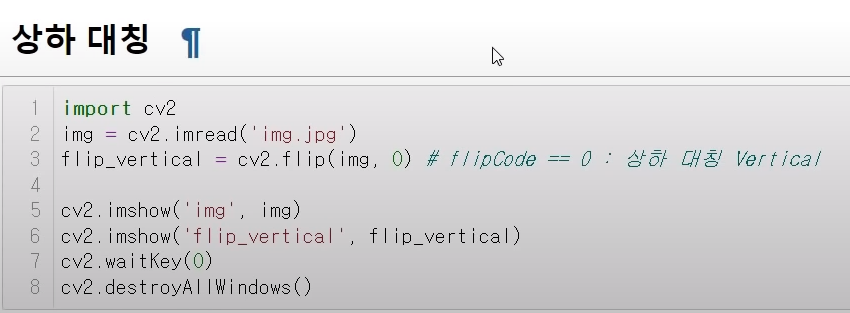 상하 대칭 ¶
1 import cv2
2 img = cv2.imread('img.jpg')
3 flip_vertical = cv2.flip(img, 0) # flipCode == 0 : 상하 대칭 Vertical
4
5 cv2.imshow('img', img)
6 cv2.imshow('flip_vertical', flip_vertical)
7 cv2.waitKey(0)
8 cv2.destroyAllWindows()